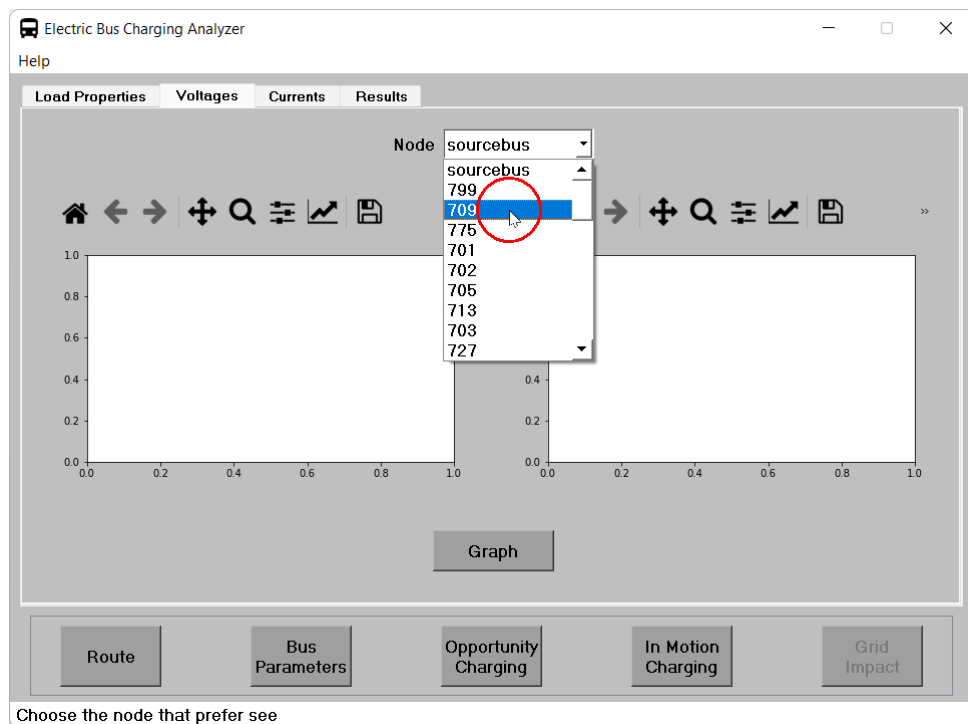 Electric Bus Charging Analyzer
Help
Load Properties Voltages Currents Results
Node sourcebus
sourcebus
799
709
775
701
702
705
713
703
727
»
1.0
0.8
0.6
0.4
0.2
0.0
0.0 0.2 0.4 0.6 0.8 1.0
0.4
0.2
0.0
0.0 0.2 0.4 0.6 0.8 1.0
Graph
Route
Bus
Parameters
Opportunity
Charging
In Motion
Charging
Grid
Impact
Choose the node that prefer see